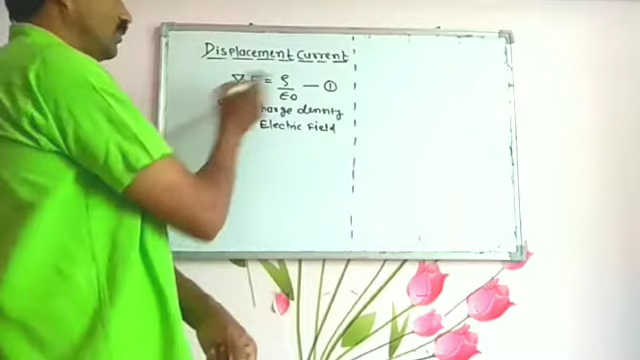 Displacement Current
∇ E = ρ/ε0 — ①
charge density
Electric Field